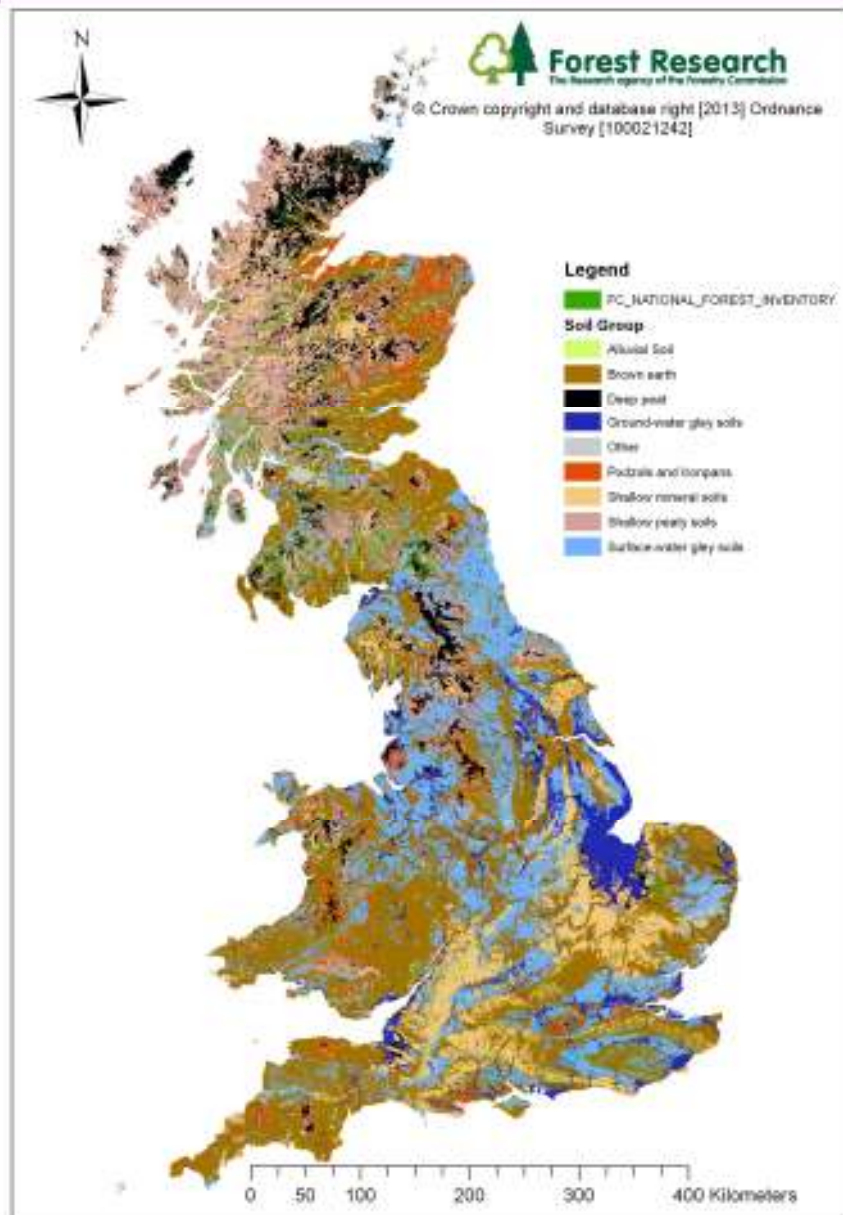 N
Forest Research
The Research agency of the Forestry Commission
© Crown copyright and database right [2013] Ordnance
Survey [100021242]
Legend
FC_NATIONAL_FOREST_INVENTORY
Soil Group
Alluvial Soil
Brown earth
Deep peat
Ground-water gley soils
Other
Podzols and ironpans
Shallow mineral soils
Shallow peaty soils
Surface-water gley soils
0 50 100 200 300 400 Kilometers